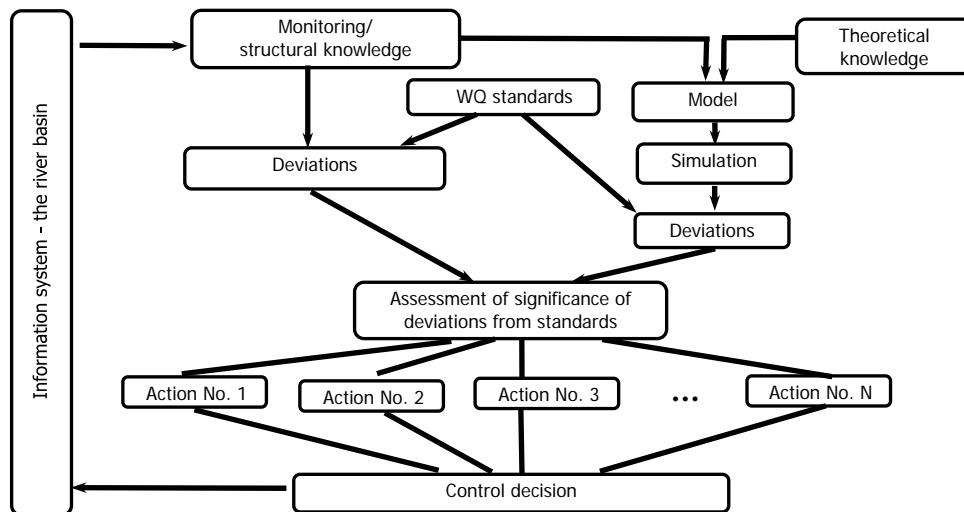 Information system - the river basin
Monitoring/
structural knowledge
Theoretical
knowledge
WQ standards
Model
Deviations
Simulation
Deviations
Assessment of significance of
deviations from standards
Action No. 1
Action No. 2
Action No. 3
...
Action No. N
Control decision